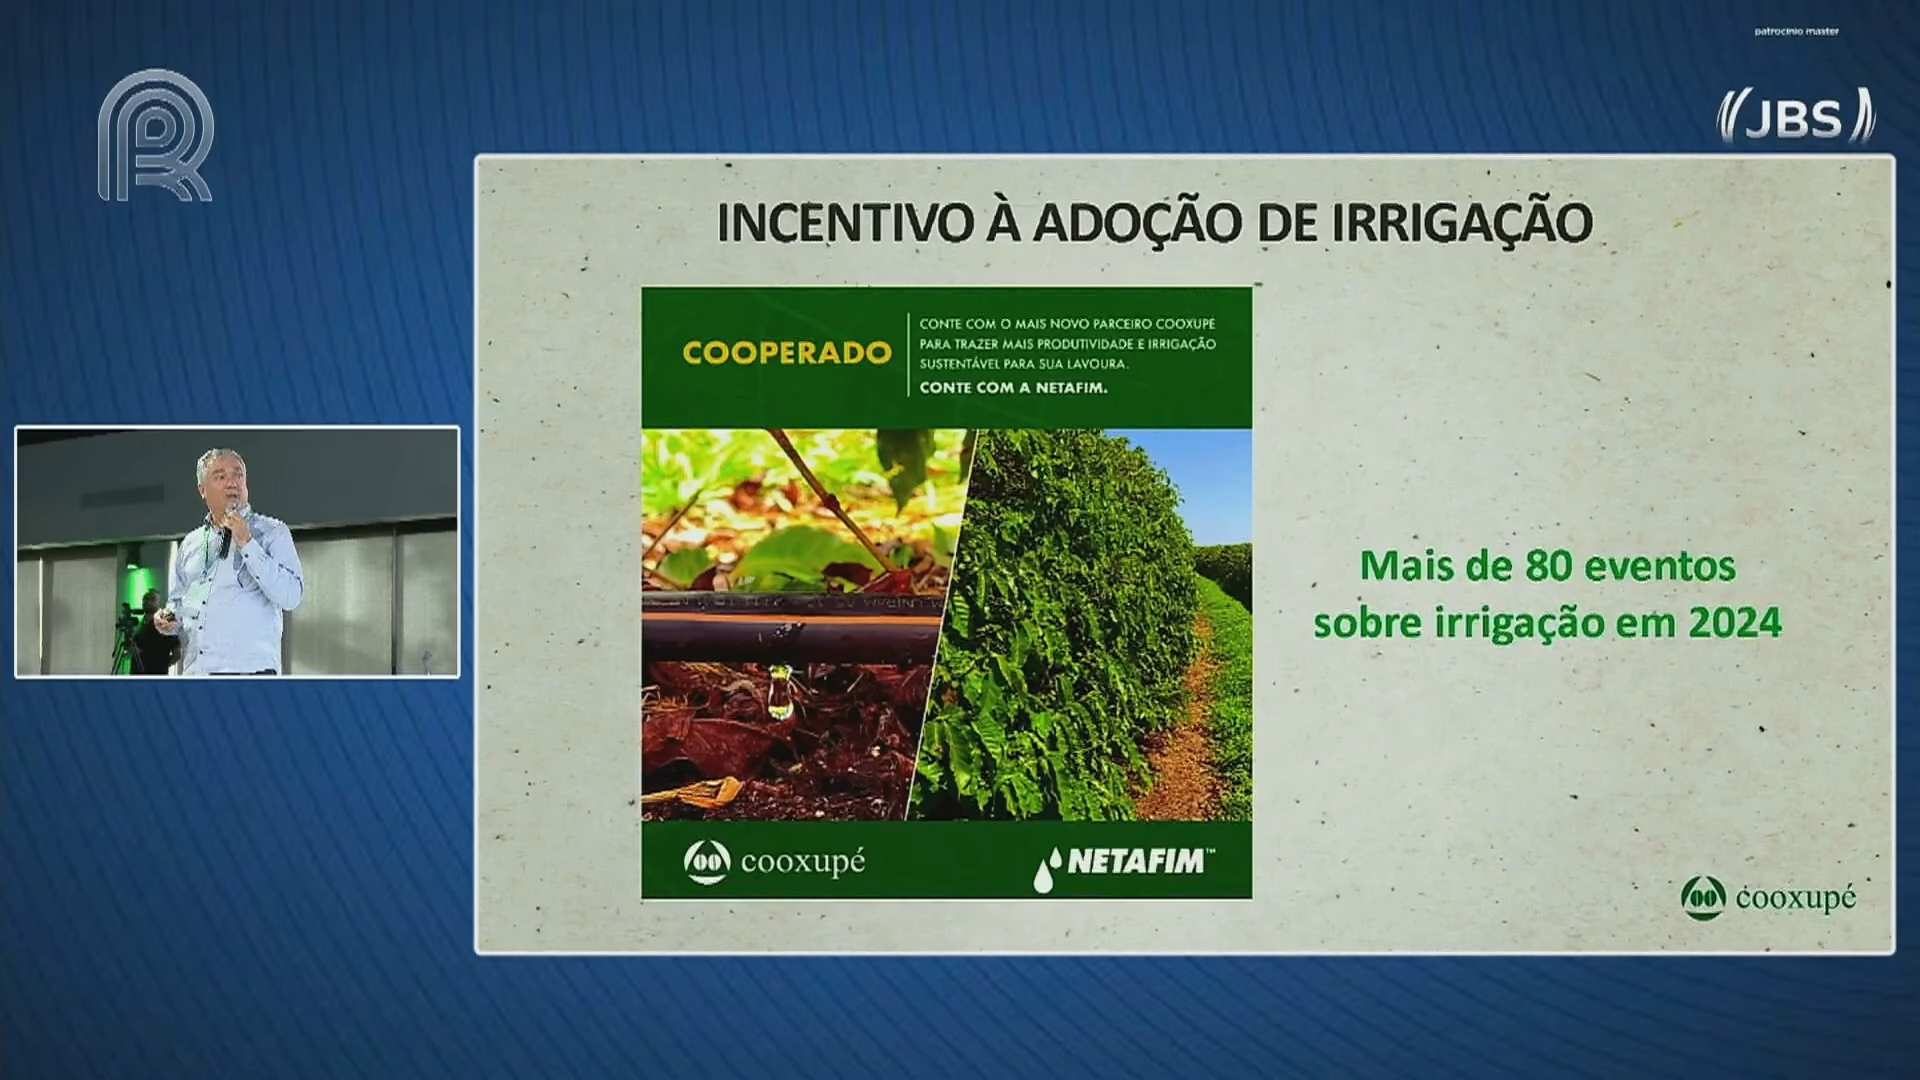 patrocínio master
JBS
INCENTIVO À ADOÇÃO DE IRRIGAÇÃO
COOPERADO
CONTE COM O MAIS NOVO PARCEIRO COOXUPÉ
PARA TRAZER MAIS PRODUTIVIDADE E IRRIGAÇÃO
SUSTENTÁVEL PARA SUA LAVOURA.
CONTE COM A NETAFIM.
Mais de 80 eventos
sobre irrigação em 2024
cooxupé
NETAFIM™
cooxupé